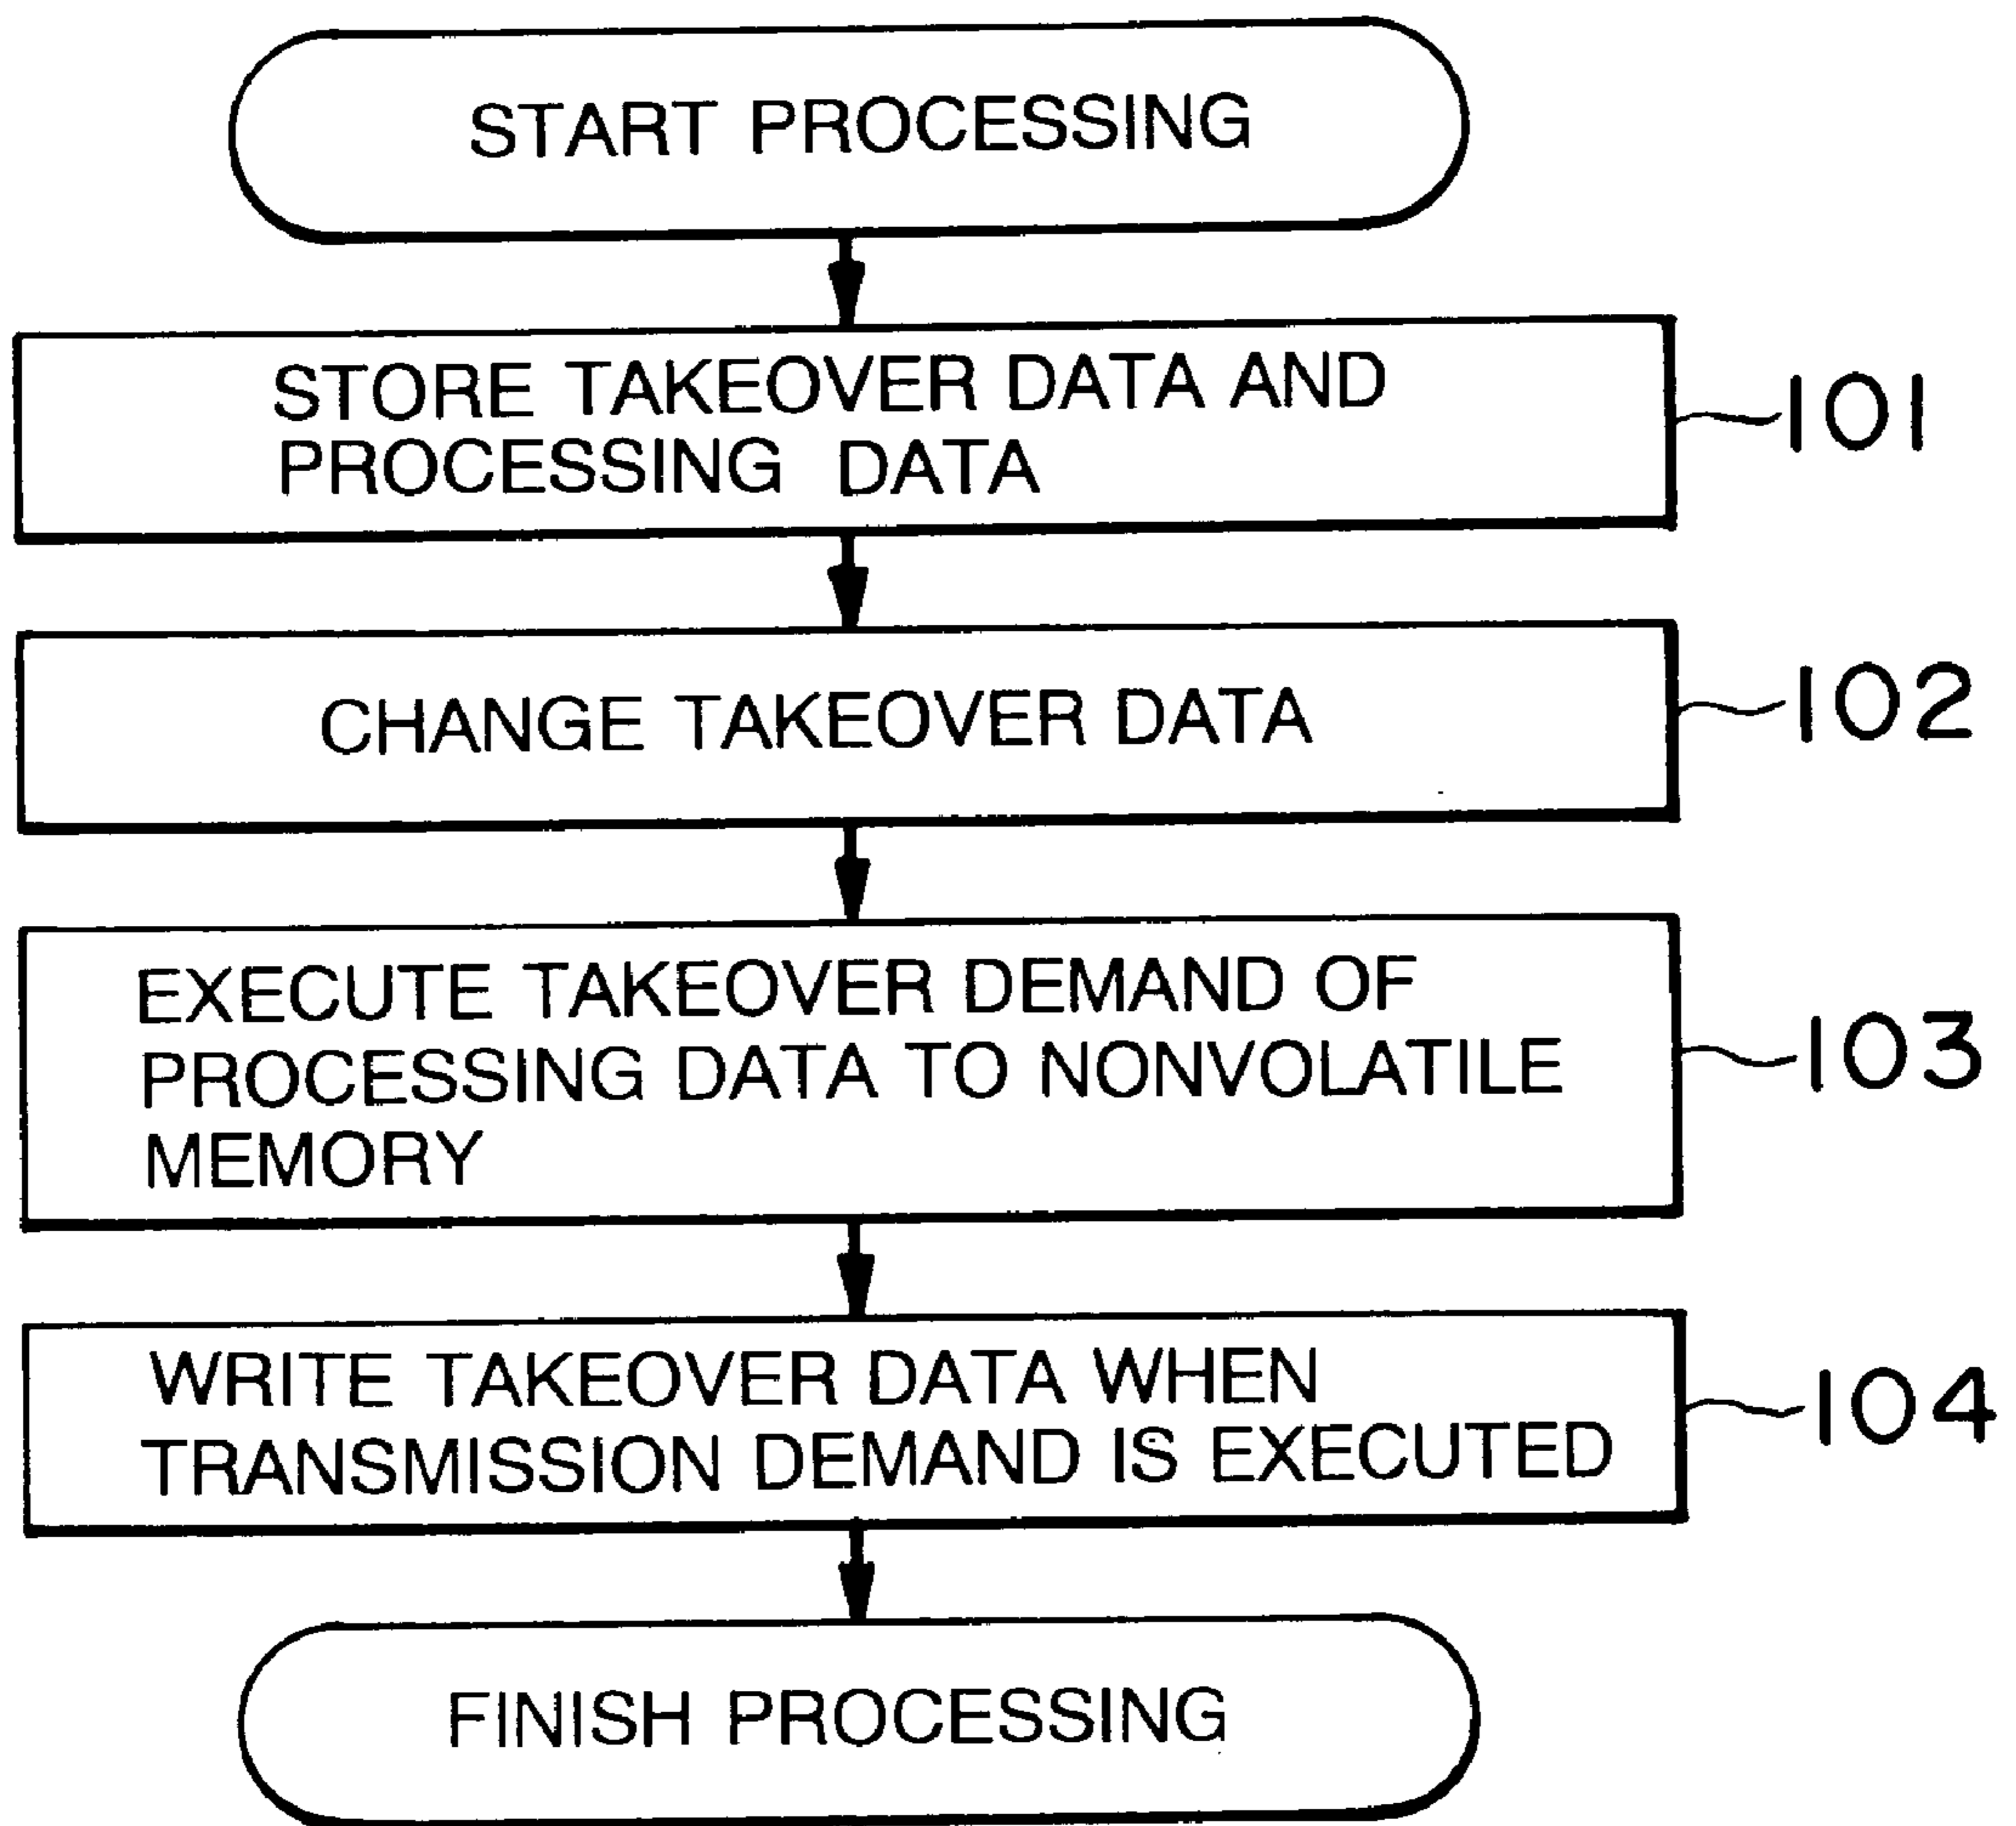 START PROCESSING
STORE TAKEOVER DATA AND
PROCESSING DATA
101
CHANGE TAKEOVER DATA
102
EXECUTE TAKEOVER DEMAND OF
PROCESSING DATA TO NONVOLATILE
MEMORY
103
WRITE TAKEOVER DATA WHEN
TRANSMISSION DEMAND IS EXECUTED
104
FINISH PROCESSING